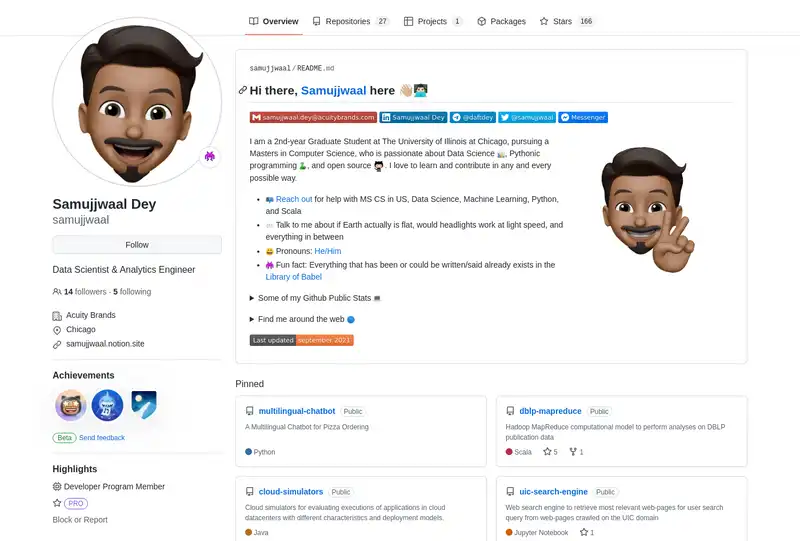 Overview
Repositories 27
Projects 1
Packages
Stars 166
Samujjwaal Dey
samujjwaal
Follow
Data Scientist & Analytics Engineer
14 followers · 5 following
Acuity Brands
Chicago
samujjwaal.notion.site
Achievements
Beta Send feedback
Highlights
Developer Program Member
PRO
Block or Report
samujjwaal/README.md
Hi there, Samujjwaal here
samujjwaal.dey@acuitybrands.com
Samujjwaal Dey
@daftdey
@samujwaal
Messenger
I am a 2nd-year Graduate Student at The University of Illinois at Chicago, pursuing a
Masters in Computer Science, who is passionate about Data Science , Pythonic
programming , and open source . I love to learn and contribute in any and every
possible way.
Reach out for help with MS CS in US, Data Science, Machine Learning, Python,
and Scala
Talk to me about if Earth actually is flat, would headlights work at light speed, and
everything in between
Pronouns: He/Him
Fun fact: Everything that has been or could be written/said already exists in the
Library of Babel
Some of my Github Public Stats
Find me around the web
Last updated september 2021
Pinned
multilingual-chatbot Public
A Multilingual Chatbot for Pizza Ordering
Python
dblp-mapreduce Public
Hadoop MapReduce computational model to perform analyses on DBLP
publication data
Scala 5 1
cloud-simulators Public
Cloud simulators for evaluating executions of applications in cloud
datacenters with different characteristics and deployment models.
Java
uic-search-engine Public
Web search engine to retrieve most relevant web-pages for user search
query from web-pages crawled on the UIC domain
Jupyter Notebook 1